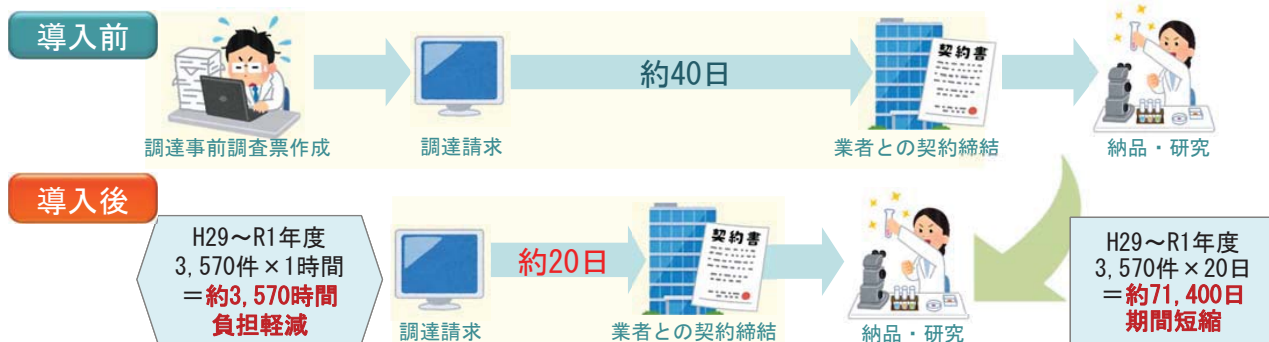 導入前
約40日
契約書
調達事前調査票作成
調達請求
業者との契約締結
納品・研究
導入後
H29～R1年度
3,570件×1時間
＝約3,570時間
負担軽減
約20日
契約書
調達請求
業者との契約締結
納品・研究
H29～R1年度
3,570件×20日
＝約71,400日
期間短縮